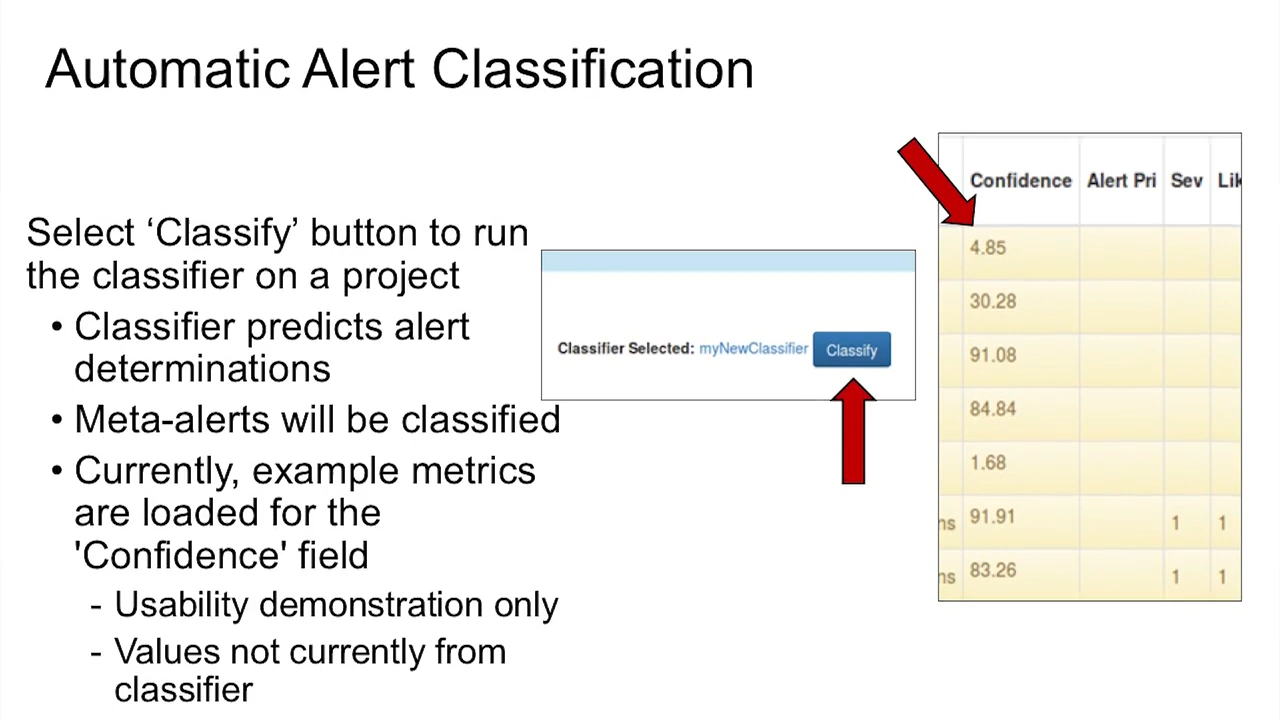 Automatic Alert Classification
Select ‘Classify’ button to run
the classifier on a project
• Classifier predicts alert
determinations
• Meta-alerts will be classified
• Currently, example metrics
are loaded for the
'Confidence' field
- Usability demonstration only
- Values not currently from
classifier
Classifier Selected: myNewClassifier Classify
Confidence Alert Pri Sev Lik
4.85
30.28
91.08
84.84
1.68
ns 91.91 1 1
ns 83.26 1 1